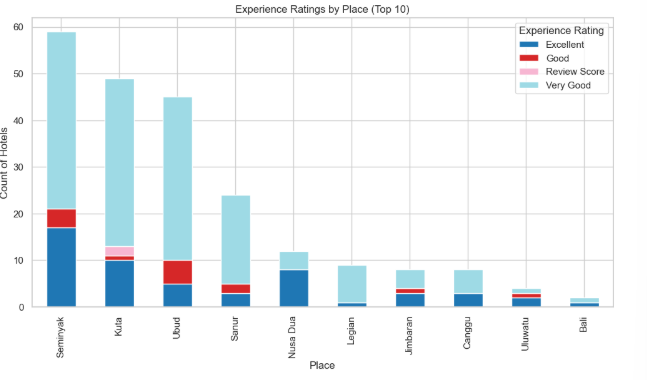 Experience Ratings by Place (Top 10)
Experience Rating
Excellent
Good
Review Score
Very Good
Count of Hotels
60
50
40
30
20
10
0
Seminyak
Kuta
Ubud
Sanur
Nusa Dua
Legian
Jimbaran
Canggu
Uluwatu
Bali
Place